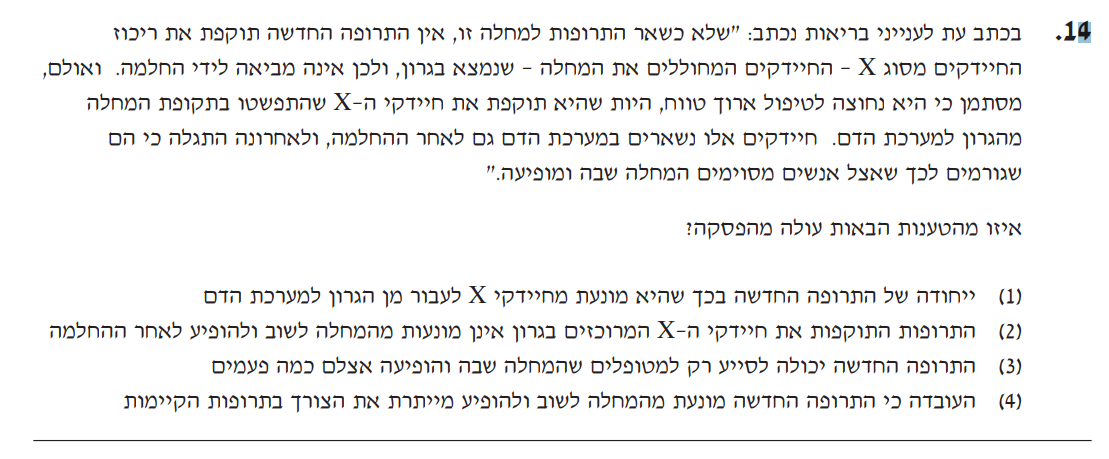 14. בכתב עת לענייני בריאות נכתב: "שלא כשאר התרופות למחלה זו, אין התרופה החדשה תוקפת את ריכוז
החיידקים מסוג X - החיידקים המחוללים את המחלה - שנמצא בגרון, ולכן אינה מביאה לידי החלמה. ואולם,
מסתמן כי היא נחוצה לטיפול ארוך טווח, היות שהיא תוקפת את חיידקי ה-X שהתפשטו בתקופת המחלה
מהגרון למערכת הדם. חיידקים אלו נשארים במערכת הדם גם לאחר ההחלמה, ולאחרונה התגלה כי הם
שגורמים לכך שאצל אנשים מסוימים המחלה שבה ומופיעה."
איזו מהטענות הבאות עולה מהפסקה?
(1) ייחודה של התרופה החדשה בכך שהיא מונעת מחיידקי X לעבור מן הגרון למערכת הדם
(2) התרופות התוקפות את חיידקי ה-X המרוכזים בגרון אינן מונעות מהמחלה לשוב ולהופיע לאחר ההחלמה
(3) התרופה החדשה יכולה לסייע רק למטופלים שהמחלה שבה והופיעה אצלם כמה פעמים
(4) העובדה כי התרופה החדשה מונעת מהמחלה לשוב ולהופיע מייתרת את הצורך בתרופות הקיימות